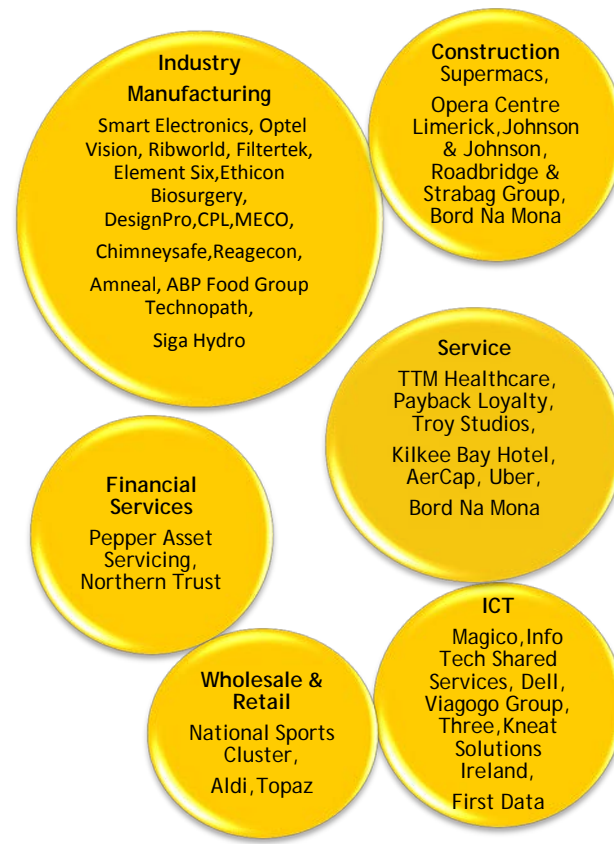 Industry
Manufacturing
Smart Electronics, Optel
Vision, Ribworld, Filtertek,
Element Six,Ethicon
Biosurgery,
DesignPro,CPL,MECO,
Chimneysafe,Reagecon,
Amneal, ABP Food Group
Technopath,
Siga Hydro
Construction
Supermacs,
Opera Centre
Limerick,Johnson
& Johnson,
Roadbridge &
Strabag Group,
Bord Na Mona
Service
TTM Healthcare,
Payback Loyalty,
Troy Studios,
Kilkee Bay Hotel,
AerCap, Uber,
Bord Na Mona
Financial
Services
Pepper Asset
Servicing,
Northern Trust
ICT
Magico,Info
Tech Shared
Services, Dell,
Viagogo Group,
Three,Kneat
Solutions
Ireland,
First Data
Wholesale &
Retail
National Sports
Cluster,
Aldi,Topaz